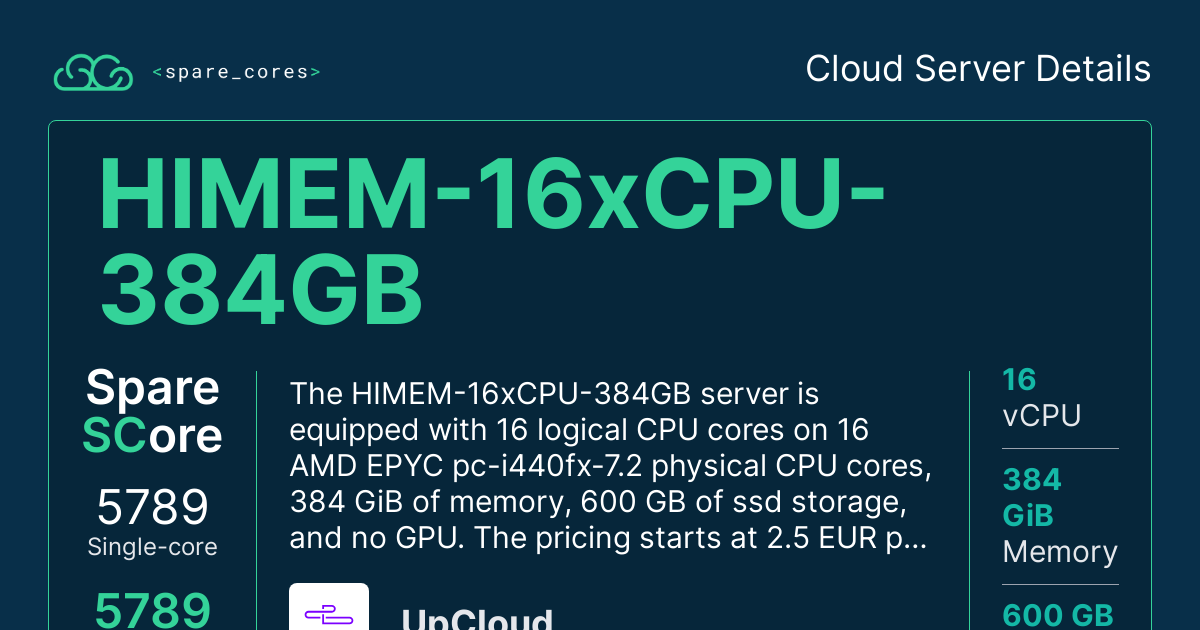 <spare_cores>
Cloud Server Details
HIMEM-16xCPU-
384GB
Spare
SCore
5789
Single-core
5789
The HIMEM-16xCPU-384GB server is
equipped with 16 logical CPU cores on 16
AMD EPYC pc-i440fx-7.2 physical CPU cores,
384 GiB of memory, 600 GB of ssd storage,
and no GPU. The pricing starts at 2.5 EUR p...
UpCloud
16
vCPU
384
GiB
Memory
600 GB